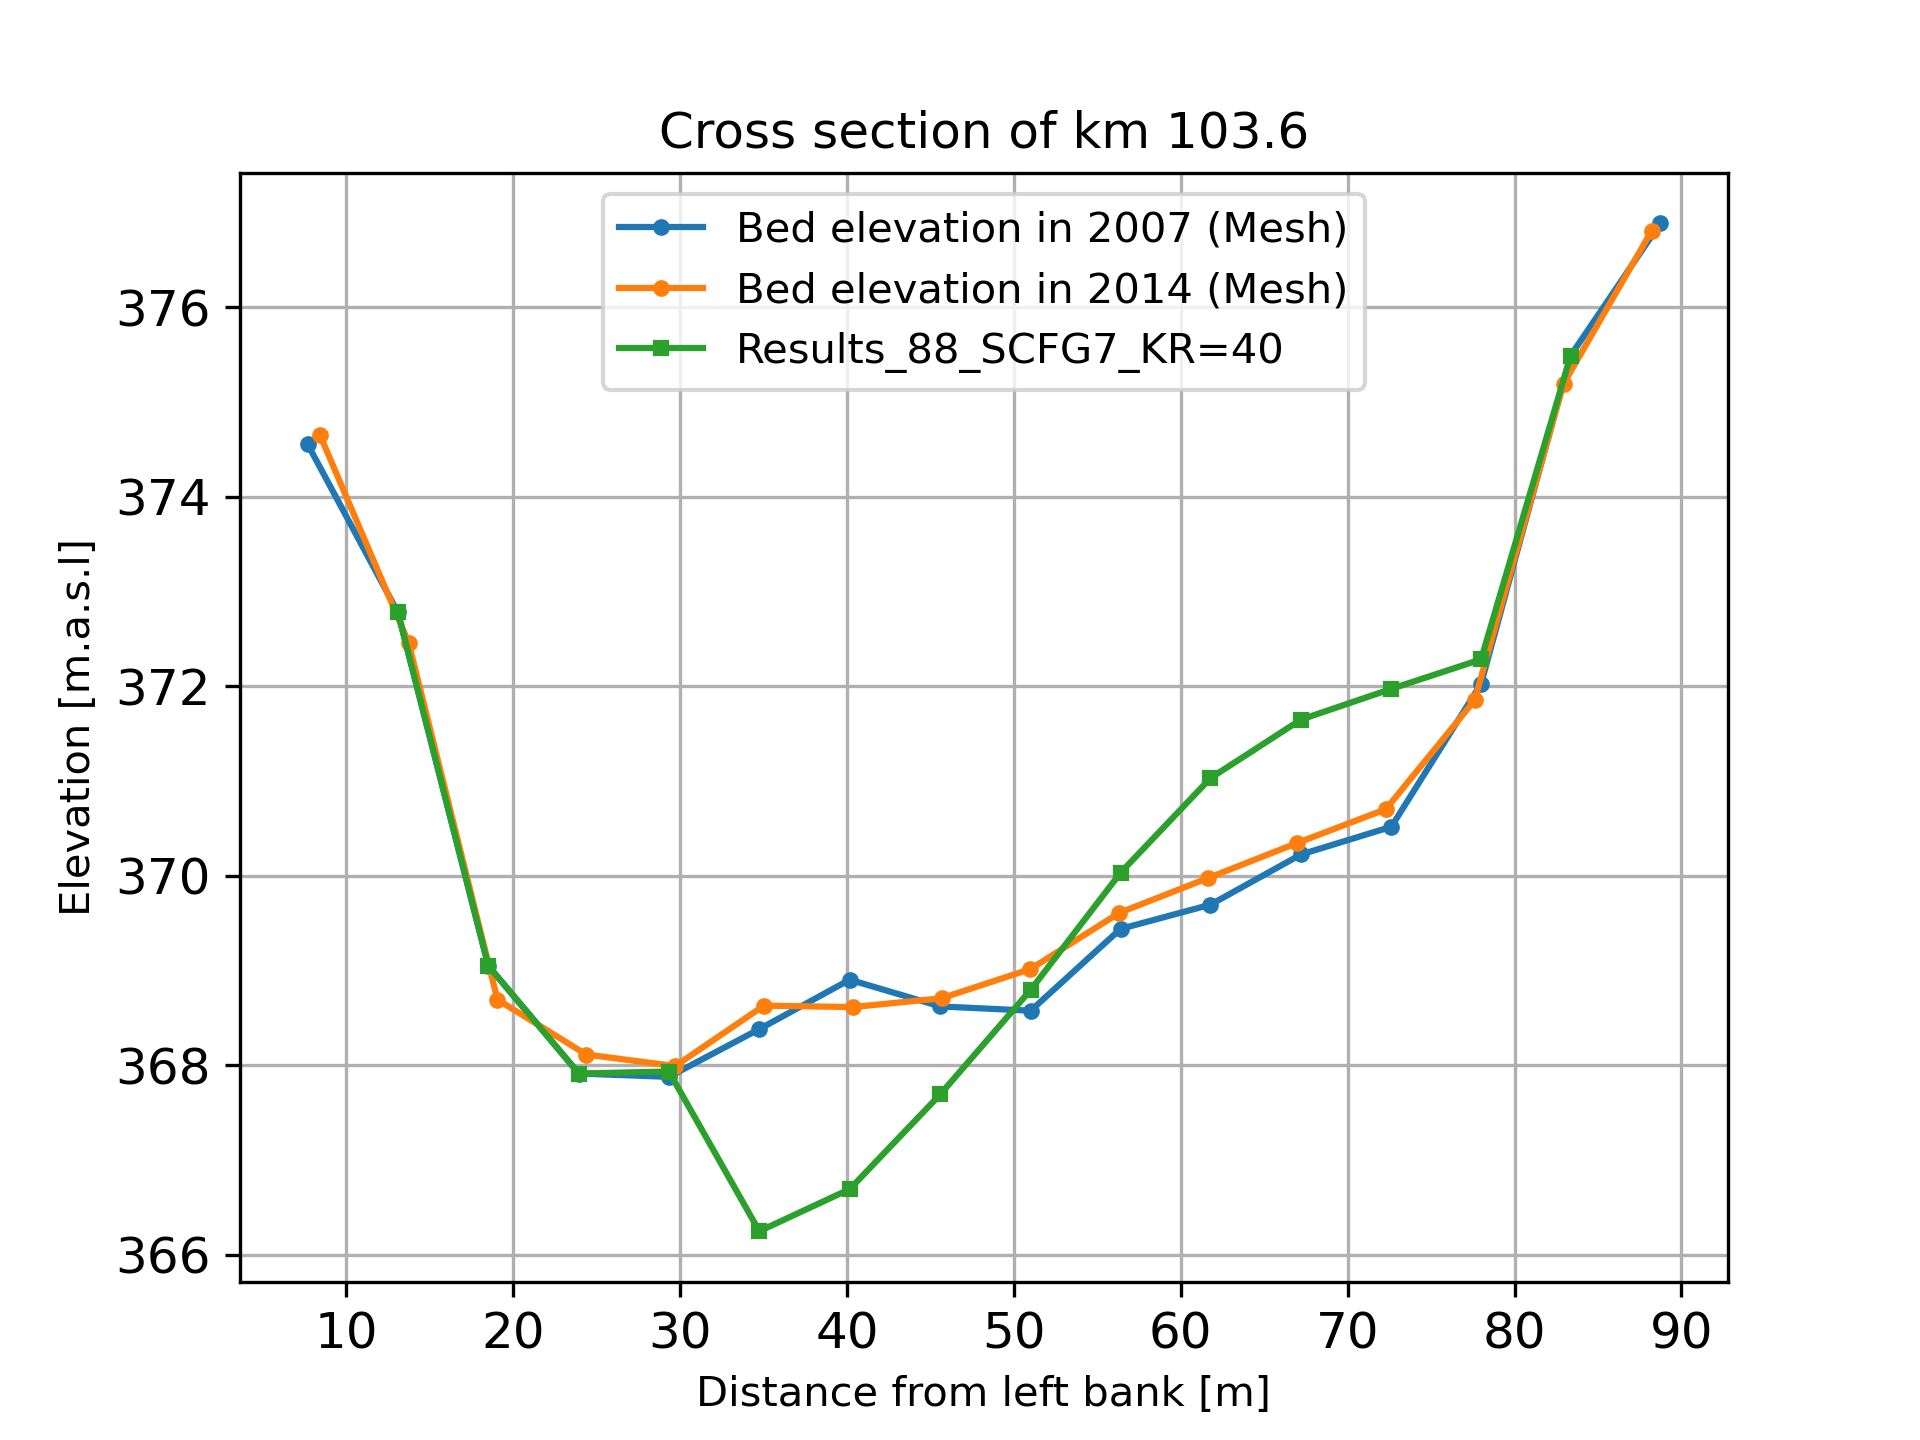 Cross section of km 103.6
Bed elevation in 2007 (Mesh)
Bed elevation in 2014 (Mesh)
Results_88_SCFG7_KR=40
376
374
372
370
368
366
Elevation [m.a.s.l]
10 20 30 40 50 60 70 80 90
Distance from left bank [m]